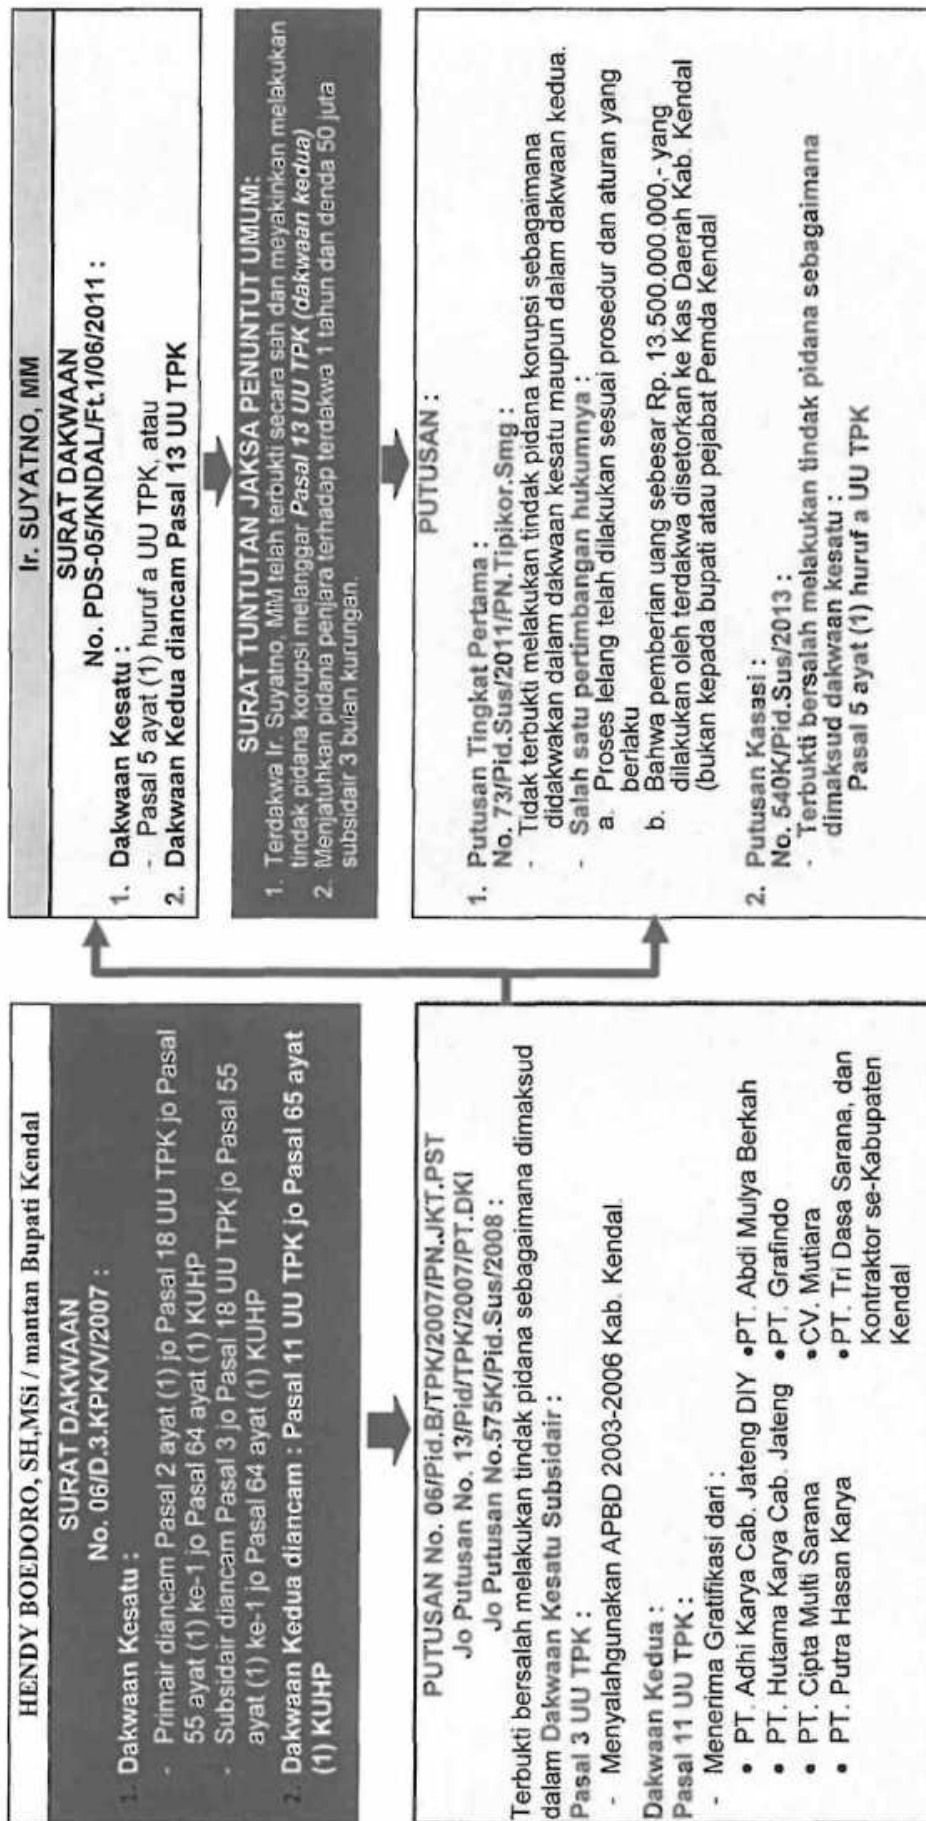 HENDY BOEDORO, SH,MSi / mantan Bupati Kendal
SURAT DAKWAAN
No. 06/D.3.KPK/V/2007 :
1. Dakwaan Kesatu :
- Primair diancam Pasal 2 ayat (1) jo Pasal 18 UU TPK jo Pasal
55 ayat (1) ke-1 jo Pasal 64 ayat (1) KUHP
- Subsidair diancam Pasal 3 jo Pasal 18 UU TPK jo Pasal 55
ayat (1) ke-1 jo Pasal 64 ayat (1) KUHP
2. Dakwaan Kedua diancam : Pasal 11 UU TPK jo Pasal 65 ayat
(1) KUHP
PUTUSAN No. 06/Pid.B/TPK/2007/PN.JKT.PST
Jo Putusan No. 13/Pid/TPK/2007/PT.DKI
Jo Putusan No.575K/Pid.Sus/2008 :
Terbukti bersalah melakukan tindak pidana sebagaimana dimaksud
dalam Dakwaan Kesatu Subsidair :
Pasal 3 UU TPK :
- Menyalahgunakan APBD 2003-2006 Kab. Kendal.
Dakwaan Kedua :
Pasal 11 UU TPK :
- Menerima Gratifikasi dari :
• PT. Adhi Karya Cab. Jateng DIY
• PT. Hutama Karya Cab. Jateng
• PT. Cipta Multi Sarana
• PT. Putra Hasan Karya
• PT. Abdi Mulya Berkah
• PT. Grafindo
• CV. Mutiara
• PT. Tri Dasa Sarana, dan
Kontraktor se-Kabupaten
Kendal
Ir. SUYATNO, MM
SURAT DAKWAAN
No. PDS-05/KNDAL/Ft.1/06/2011 :
1. Dakwaan Kesatu :
- Pasal 5 ayat (1) huruf a UU TPK, atau
2. Dakwaan Kedua diancam Pasal 13 UU TPK
SURAT TUNTUTAN JAKSA PENUNTUT UMUM:
1. Terdakwa Ir. Suyatno, MM telah terbukti secara sah dan meyakinkan melakukan
tindak pidana korupsi melanggar Pasal 13 UU TPK (dakwaan kedua)
2. Menjatuhkan pidana penjara terhadap terdakwa 1 tahun dan denda 50 juta
subsidair 3 bulan kurungan.
PUTUSAN :
1. Putusan Tingkat Pertama :
No. 73/Pid.Sus/2011/PN.Tipikor.Smg :
- Tidak terbukti melakukan tindak pidana korupsi sebagaimana
didakwakan dalam dakwaan kesatu maupun dalam dakwaan kedua.
- Salah satu pertimbangan hukumnya :
a. Proses lelang telah dilakukan sesuai prosedur dan aturan yang
berlaku
b. Bahwa pemberian uang sebesar Rp. 13.500.000.000,- yang
dilakukan oleh terdakwa disetorkan ke Kas Daerah Kab. Kendal
(bukan kepada bupati atau pejabat Pemda Kendal
2. Putusan Kasasi :
No. 540K/Pid.Sus/2013 :
- Terbukti bersalah melakukan tindak pidana sebagaimana
dimaksud dakwaan kesatu :
Pasal 5 ayat (1) huruf a UU TPK